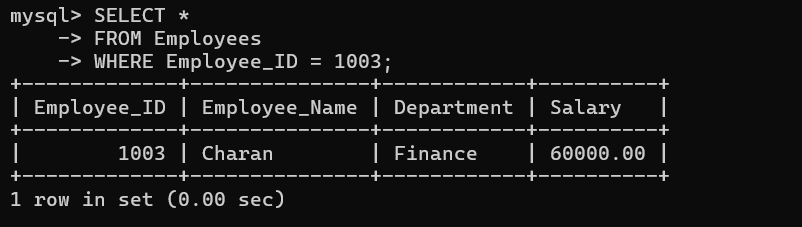 mysql> SELECT *
    -> FROM Employees
    -> WHERE Employee_ID = 1003;
+-------------+---------------+------------+----------+
| Employee_ID | Employee_Name | Department | Salary   |
+-------------+---------------+------------+----------+
|        1003 | Charan        | Finance    | 60000.00 |
+-------------+---------------+------------+----------+
1 row in set (0.00 sec)